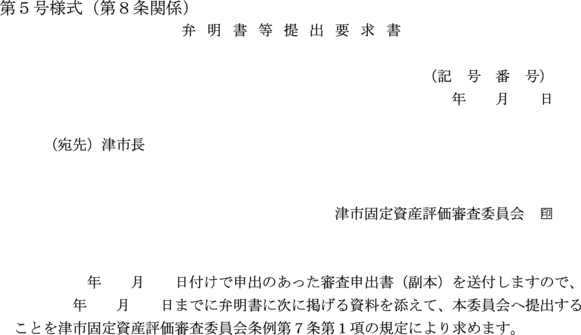 第５号様式（第８条関係）
弁明書等提出要求書
（記　号　番　号）
年　　月　　日
（宛先）津市長
津市固定資産評価審査委員会　印
年　　月　　日付けで申出のあった審査申出書（副本）を送付しますので、
年　　月　　日までに弁明書に次に掲げる資料を添えて、本委員会へ提出する
ことを津市固定資産評価審査委員会条例第７条第１項の規定により求めます。